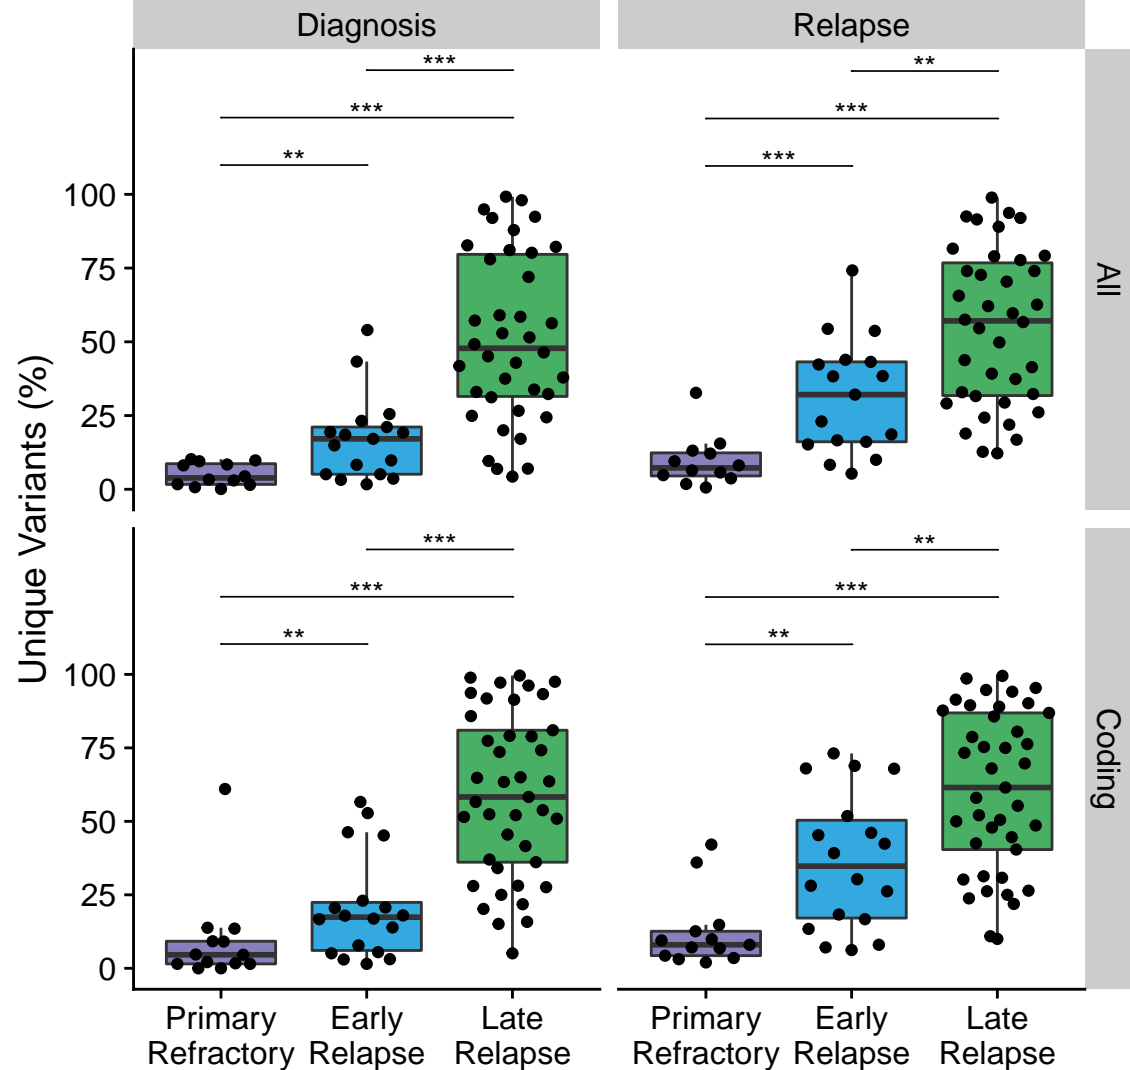 Diagnosis
Relapse
***
**
***
***
**
***
100
75
50
25
0
All
***
**
***
***
**
**
100
75
50
25
0
Coding
Unique Variants (%)
Primary
Refractory
Early
Relapse
Late
Relapse
Primary
Refractory
Early
Relapse
Late
Relapse